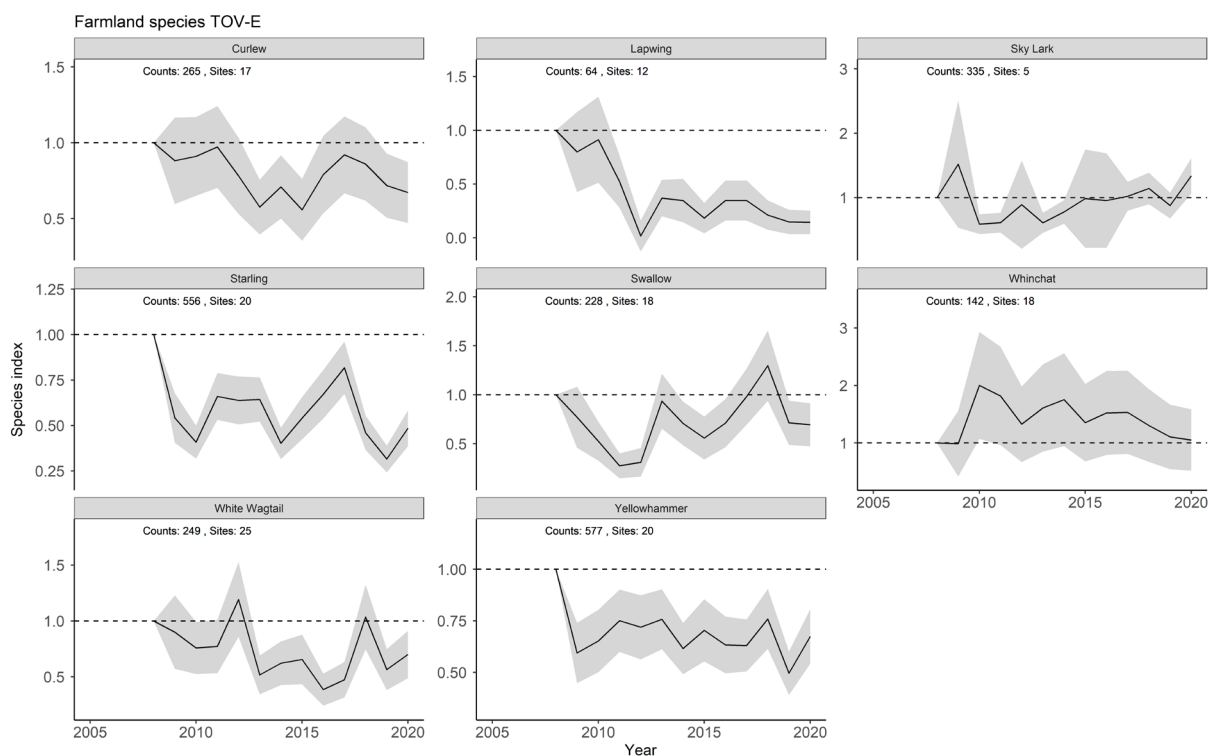 Farmland species TOV-E
Curlew
Counts: 265 , Sites: 17
1.5
1.0
0.5
Lapwing
Counts: 64 , Sites: 12
1.5
1.0
0.5
0.0
Sky Lark
Counts: 335 , Sites: 5
3
2
1
Starling
Counts: 556 , Sites: 20
1.25
1.00
0.75
0.50
0.25
Swallow
Counts: 228 , Sites: 18
2.0
1.5
1.0
0.5
Whinchat
Counts: 142 , Sites: 18
3
2
1
2005 2010 2015 2020
Species index
White Wagtail
Counts: 249 , Sites: 25
1.5
1.0
0.5
2005 2010 2015 2020
Yellowhammer
Counts: 577 , Sites: 20
1.00
0.75
0.50
2005 2010 2015 2020
Year